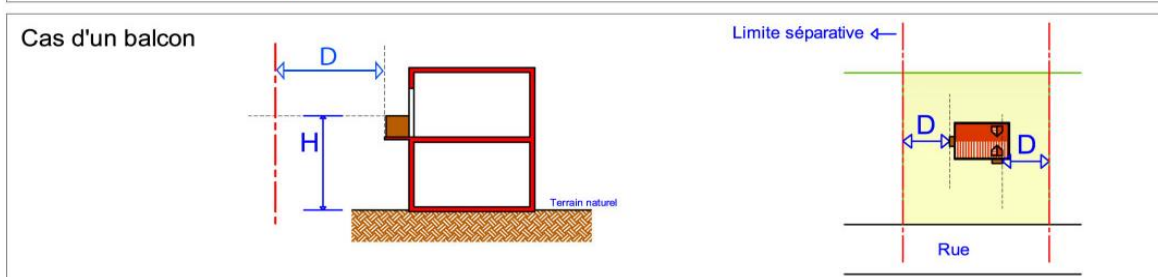 Cas d'un balcon
D
H
Terrain naturel
Limite séparative
D
D
Rue